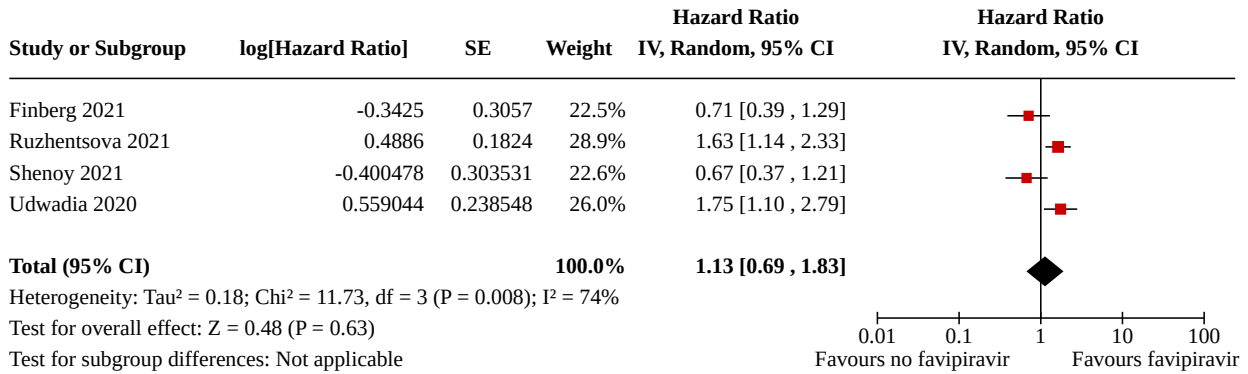 Hazard Ratio Hazard Ratio
Study or Subgroup log[Hazard Ratio] SE Weight IV, Random, 95% CI IV, Random, 95% CI
Finberg 2021 -0.3425 0.3057 22.5% 0.71 [0.39 , 1.29]
Ruzhentsova 2021 0.4886 0.1824 28.9% 1.63 [1.14 , 2.33]
Shenoy 2021 -0.400478 0.303531 22.6% 0.67 [0.37 , 1.21]
Udwadia 2020 0.559044 0.238548 26.0% 1.75 [1.10 , 2.79]
Total (95% CI) 100.0% 1.13 [0.69 , 1.83]
Heterogeneity: Tau² = 0.18; Chi² = 11.73, df = 3 (P = 0.008); I² = 74%
Test for overall effect: Z = 0.48 (P = 0.63)
0.01 0.1 1 10 100
Test for subgroup differences: Not applicable Favours no favipiravir Favours favipiravir